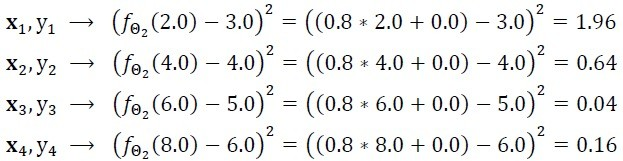 x₁, y₁ → (f_Θ₂(2.0) − 3.0)² = ((0.8 * 2.0 + 0.0) − 3.0)² = 1.96
x₂, y₂ → (f_Θ₂(4.0) − 4.0)² = ((0.8 * 4.0 + 0.0) − 4.0)² = 0.64
x₃, y₃ → (f_Θ₂(6.0) − 5.0)² = ((0.8 * 6.0 + 0.0) − 5.0)² = 0.04
x₄, y₄ → (f_Θ₂(8.0) − 6.0)² = ((0.8 * 8.0 + 0.0) − 6.0)² = 0.16